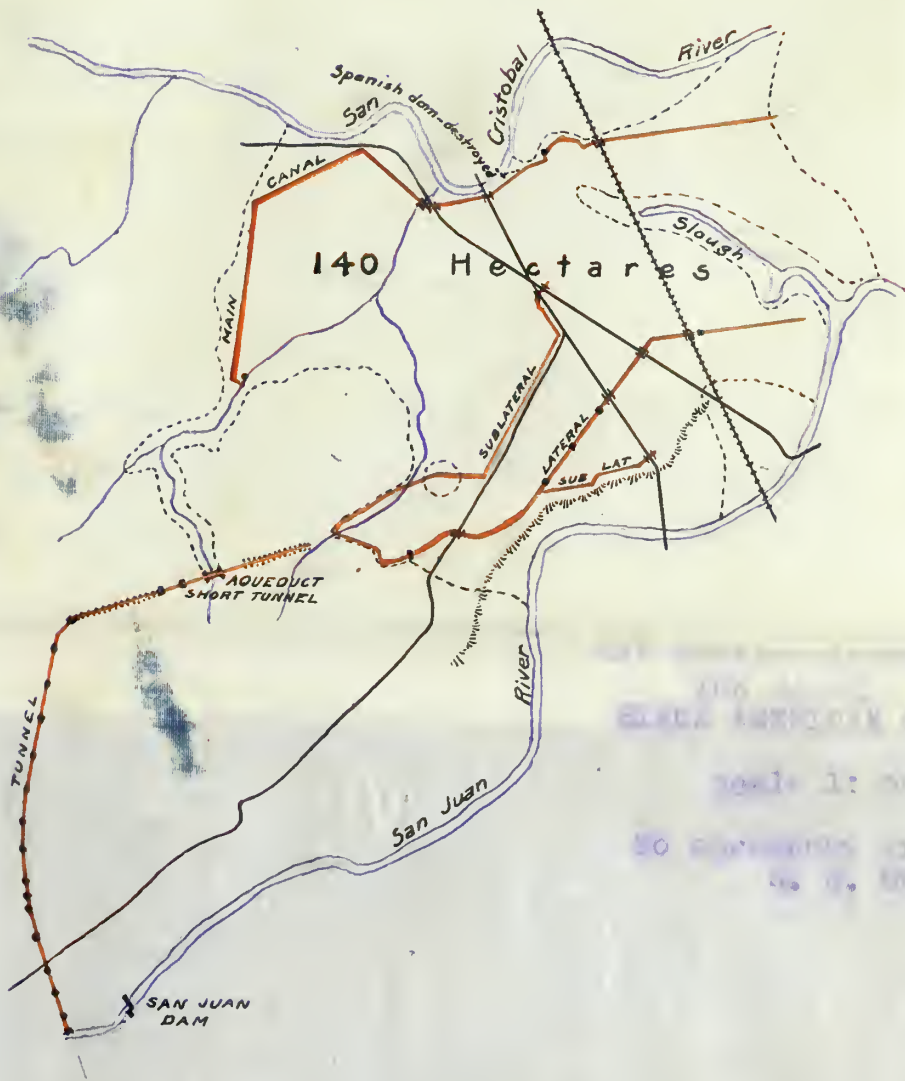 River
Cristobal
Spanish dam-destroyed
San
CANAL
Slough
140 Hectares
MAIN
SUBLATERAL
LATERAL
SUB LAT
AQUEDUCT
SHORT TUNNEL
TUNNEL
River
San Juan
SAN JUAN
DAM